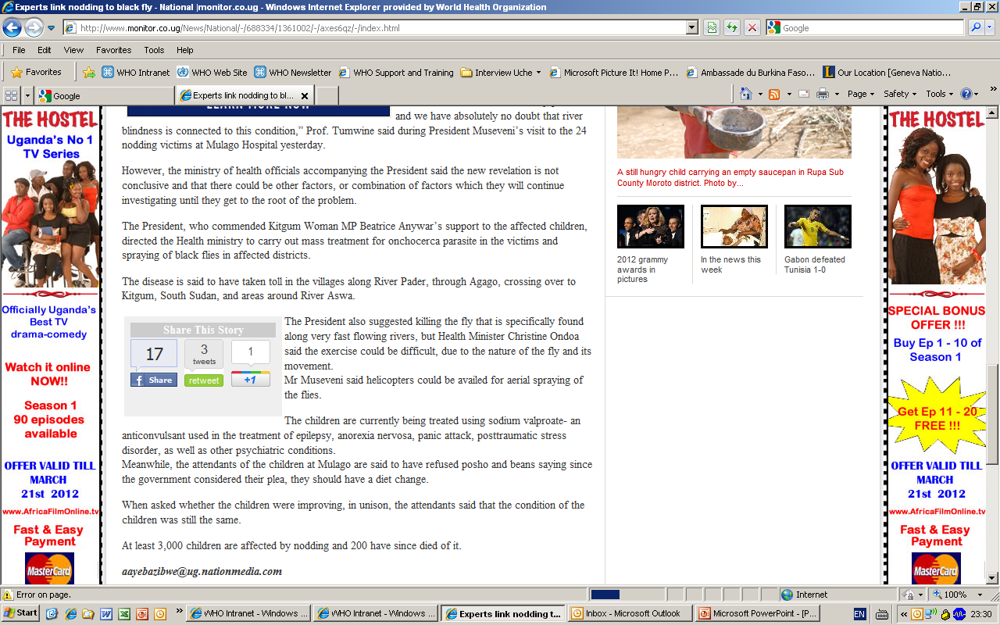 Experts link nodding to black fly - National |monitor.co.ug - Windows Internet Explorer provided by World Health Organization
http://www.monitor.co.ug/News/National/-/688334/1361002/-/axes6qz/-/index.html
Google
File Edit View Favorites Tools Help
Favorites WHO Intranet WHO Web Site WHO Newsletter WHO Support and Training Interview Uche Microsoft Picture It! Home P... Ambassade du Burkina Faso... Our Location [Geneva Natio...
Google Experts link nodding to bl... Page Safety Tools
THE HOSTEL
Uganda's No 1
TV Series
Officially Uganda's
Best TV
drama-comedy
Watch it online
NOW!!
Season 1
90 episodes
available
OFFER VALID TILL
MARCH
21st 2012
www.AfricaFilmOnline.tv
Fast & Easy
Payment
MasterCard
LEARN MORE NOW
and we have absolutely no doubt that river
blindness is connected to this condition,” Prof. Tumwine said during President Museveni’s visit to the 24
nodding victims at Mulago Hospital yesterday.
However, the ministry of health officials accompanying the President said the new revelation is not
conclusive and that there could be other factors, or combination of factors which they will continue
investigating until they get to the root of the problem.
The President, who commended Kitgum Woman MP Beatrice Anywar’s support to the affected children,
directed the Health ministry to carry out mass treatment for onchocerca parasite in the victims and
spraying of black flies in affected districts.
The disease is said to have taken toll in the villages along River Pader, through Agago, crossing over to
Kitgum, South Sudan, and areas around River Aswa.
Share This Story
17 3 1
tweets
Share retweet +1
The President also suggested killing the fly that is specifically found
along very fast flowing rivers, but Health Minister Christine Ondoa
said the exercise could be difficult, due to the nature of the fly and its
movement.
Mr Museveni said helicopters could be availed for aerial spraying of
the flies.
The children are currently being treated using sodium valproate- an
anticonvulsant used in the treatment of epilepsy, anorexia nervosa, panic attack, posttraumatic stress
disorder, as well as other psychiatric conditions.
Meanwhile, the attendants of the children at Mulago are said to have refused posho and beans saying since
the government considered their plea, they should have a diet change.
When asked whether the children were improving, in unison, the attendants said that the condition of the
children was still the same.
At least 3,000 children are affected by nodding and 200 have since died of it.
aayebazibwe@ug.nationmedia.com
A still hungry child carrying an empty saucepan in Rupa Sub
County Moroto district. Photo by...
2012 grammy
awards in
pictures
In the news this
week
Gabon defeated
Tunisia 1-0
THE HOSTEL
SPECIAL BONUS
OFFER !!!
Buy Ep 1 - 10 of
Season 1
Get Ep 11 - 20
FREE !!!
OFFER VALID TILL
MARCH
21st 2012
www.AfricaFilmOnline.tv
Fast & Easy
Payment
MasterCard
Error on page. Internet 100%
Start WHO Intranet - Windows ... WHO Intranet - Windows ... Experts link nodding t... Inbox - Microsoft Outlook Microsoft PowerPoint - [P... EN 23:30